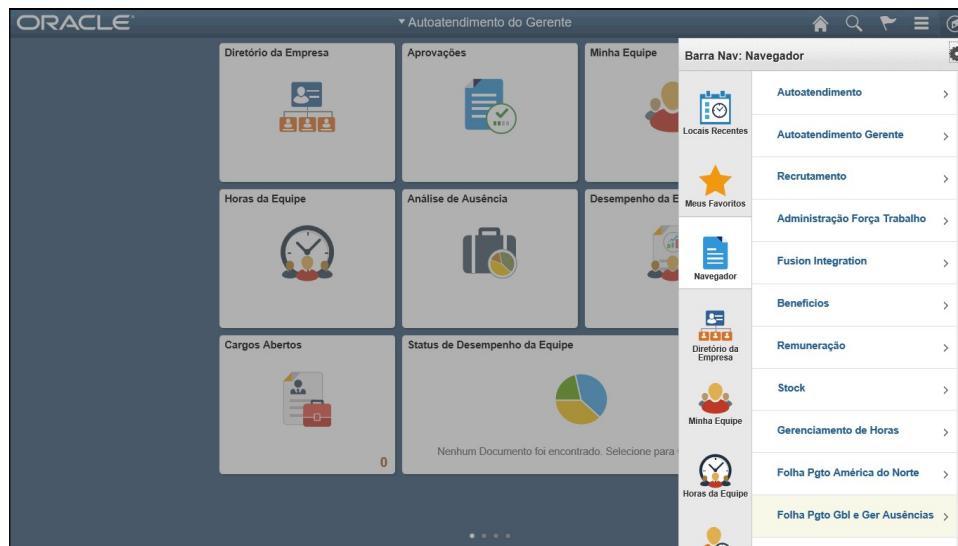 ORACLE
Autoatendimento do Gerente
Diretório da Empresa
Aprovações
Minha Equipe
Horas da Equipe
Análise de Ausência
Desempenho da E
Cargos Abertos
0
Status de Desempenho da Equipe
Nenhum Documento foi encontrado. Selecione para
Barra Nav: Navegador
Locais Recentes
Meus Favoritos
Navegador
Diretório da
Empresa
Minha Equipe
Horas da Equipe
Autoatendimento
Autoatendimento Gerente
Recrutamento
Administração Força Trabalho
Fusion Integration
Beneficios
Remuneração
Stock
Gerenciamento de Horas
Folha Pgto América do Norte
Folha Pgto Gbl e Ger Ausências